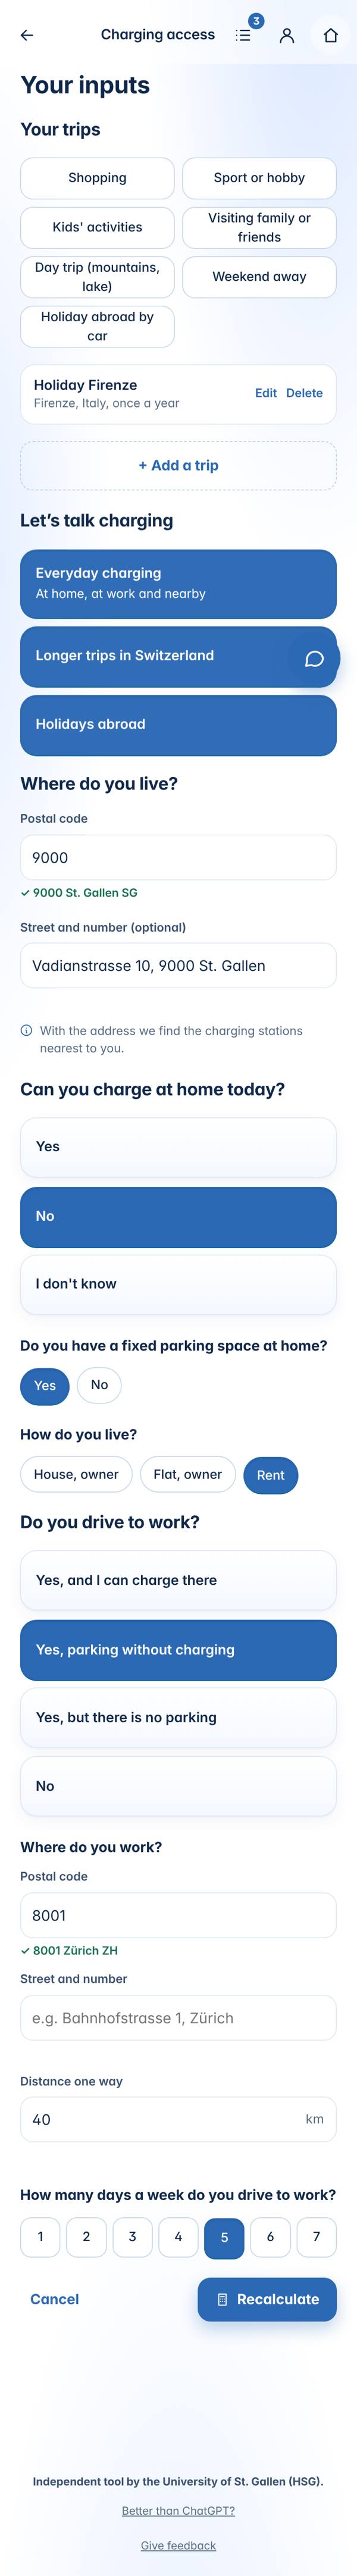 Charging access
3
Your inputs
Your trips
Shopping
Sport or hobby
Kids' activities
Visiting family or
friends
Day trip (mountains,
lake)
Weekend away
Holiday abroad by
car
Holiday Firenze
Firenze, Italy, once a year
Edit
Delete
+ Add a trip
Let’s talk charging
Everyday charging
At home, at work and nearby
Longer trips in Switzerland
Holidays abroad
Where do you live?
Postal code
9000
✓ 9000 St. Gallen SG
Street and number (optional)
Vadianstrasse 10, 9000 St. Gallen
With the address we find the charging stations
nearest to you.
Can you charge at home today?
Yes
No
I don't know
Do you have a fixed parking space at home?
Yes
No
How do you live?
House, owner
Flat, owner
Rent
Do you drive to work?
Yes, and I can charge there
Yes, parking without charging
Yes, but there is no parking
No
Where do you work?
Postal code
8001
✓ 8001 Zürich ZH
Street and number
e.g. Bahnhofstrasse 1, Zürich
Distance one way
40
km
How many days a week do you drive to work?
1
2
3
4
5
6
7
Cancel
Recalculate
Independent tool by the University of St. Gallen (HSG).
Better than ChatGPT?
Give feedback